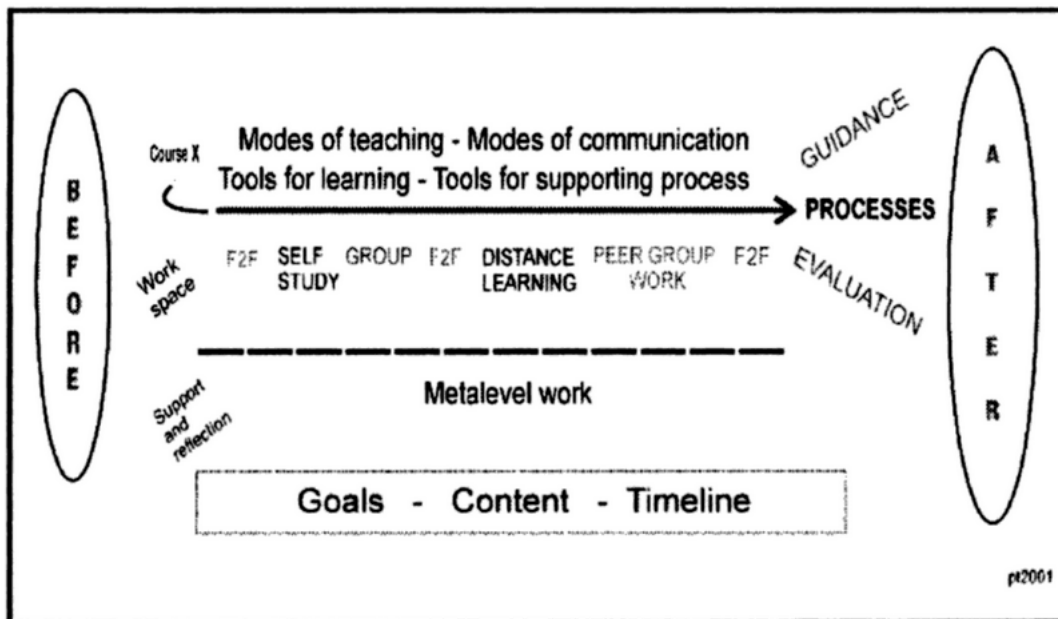 BEFORE
Course X
Modes of teaching - Modes of communication
Tools for learning - Tools for supporting process
GUIDANCE
PROCESSES
EVALUATION
Work
space
F2F SELF STUDY GROUP F2F DISTANCE LEARNING PEER GROUP WORK F2F
Metalevel work
Support
and
reflection
Goals - Content - Timeline
AFTER
pt2001